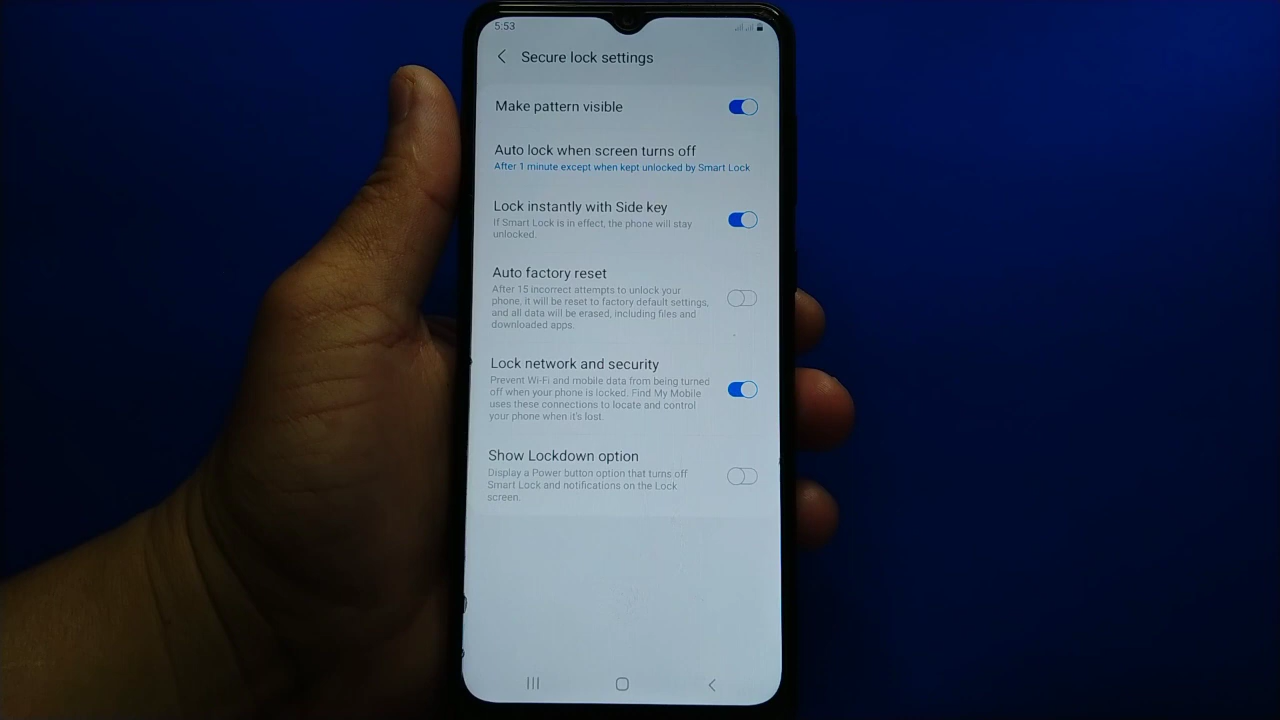 5:53
Secure lock settings
Make pattern visible
Auto lock when screen turns off
After 1 minute except when kept unlocked by Smart Lock
Lock instantly with Side key
If Smart Lock is in effect, the phone will stay
unlocked.
Auto factory reset
After 15 incorrect attempts to unlock your
phone, it will be reset to factory default settings,
and all data will be erased, including files and
downloaded apps.
Lock network and security
Prevent Wi-Fi and mobile data from being turned
off when your phone is locked. Find My Mobile
uses these connections to locate and control
your phone when it's lost.
Show Lockdown option
Display a Power button option that turns off
Smart Lock and notifications on the Lock
screen.